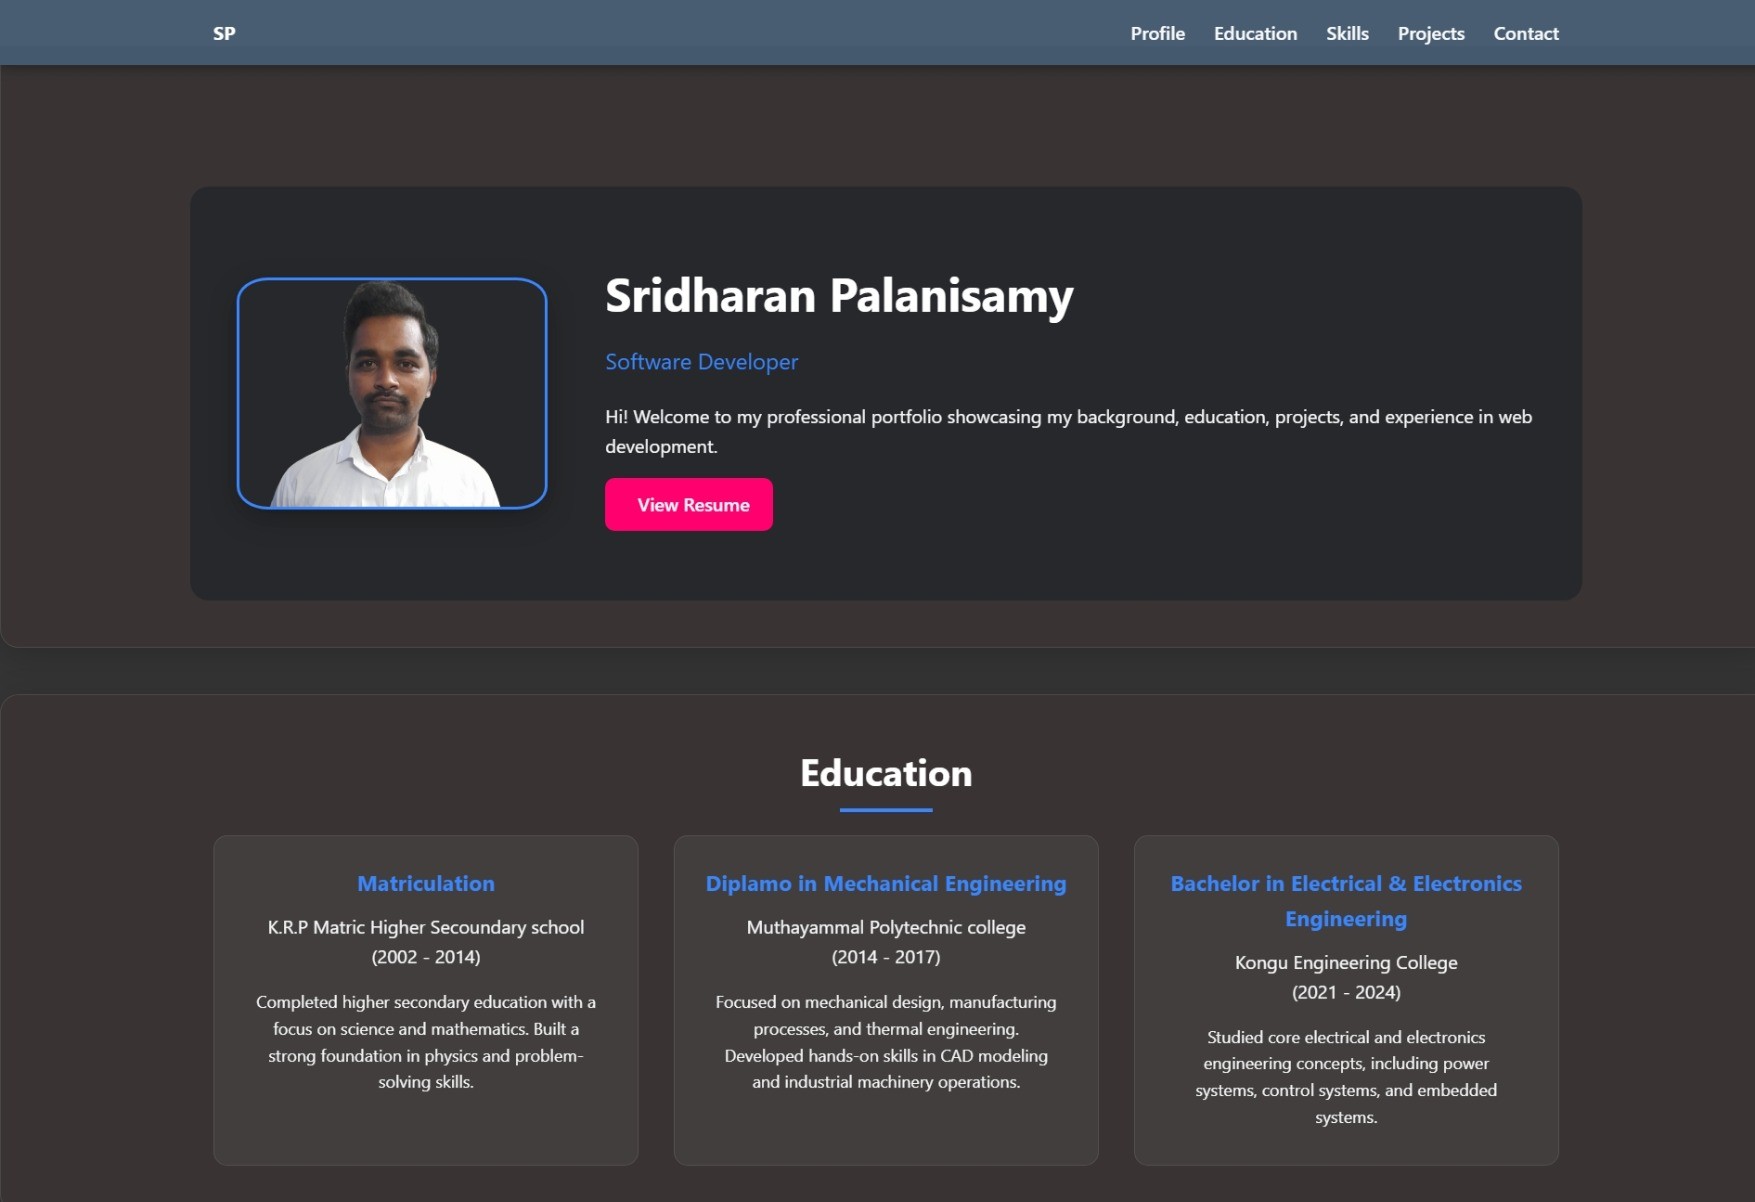 SP
Profile Education Skills Projects Contact
Sridharan Palanisamy
Software Developer
Hi! Welcome to my professional portfolio showcasing my background, education, projects, and experience in web
development.
View Resume
Education
Matriculation
K.R.P Matric Higher Secoundary school
(2002 - 2014)
Completed higher secondary education with a
focus on science and mathematics. Built a
strong foundation in physics and problem-
solving skills.
Diplamo in Mechanical Engineering
Muthayammal Polytechnic college
(2014 - 2017)
Focused on mechanical design, manufacturing
processes, and thermal engineering.
Developed hands-on skills in CAD modeling
and industrial machinery operations.
Bachelor in Electrical & Electronics
Engineering
Kongu Engineering College
(2021 - 2024)
Studied core electrical and electronics
engineering concepts, including power
systems, control systems, and embedded
systems.